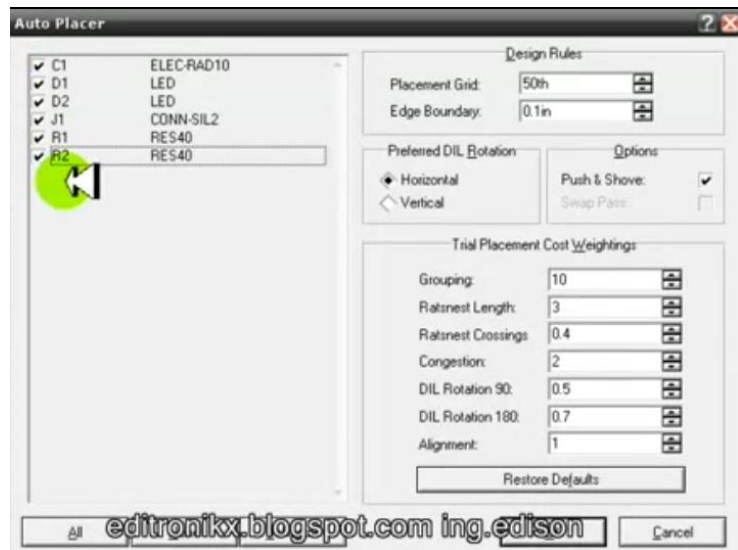 Auto Placer
C1 ELEC-RAD10
D1 LED
D2 LED
J1 CONN-SIL2
R1 RES40
R2 RES40
Design Rules
Placement Grid: 50th
Edge Boundary: 0.1in
Preferred DIL Rotation
Horizontal
Vertical
Options
Push & Shove:
Swap Pass:
Trial Placement Cost Weightings
Grouping: 10
Ratsnest Length: 3
Ratsnest Crossings 0.4
Congestion: 2
DIL Rotation 90: 0.5
DIL Rotation 180: 0.7
Alignment: 1
Restore Defaults
All
Cancel
editronikx.blogspot.com ing.edison